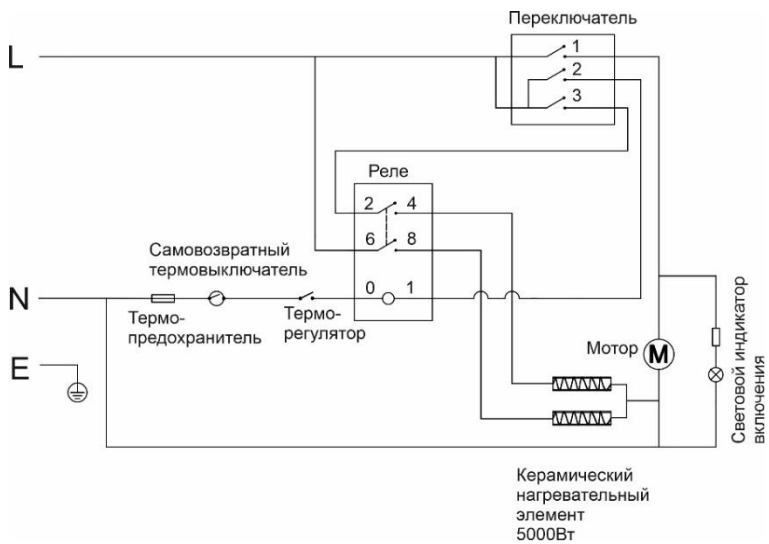 Переключатель
L
1
2
3
Реле
2 4
6 8
0 1
Самовозвратный
термовыключатель
N
Термо-
предохранитель
Термо-
регулятор
E
Мотор
M
Световой индикатор
включения
Керамический
нагревательный
элемент
5000Вт